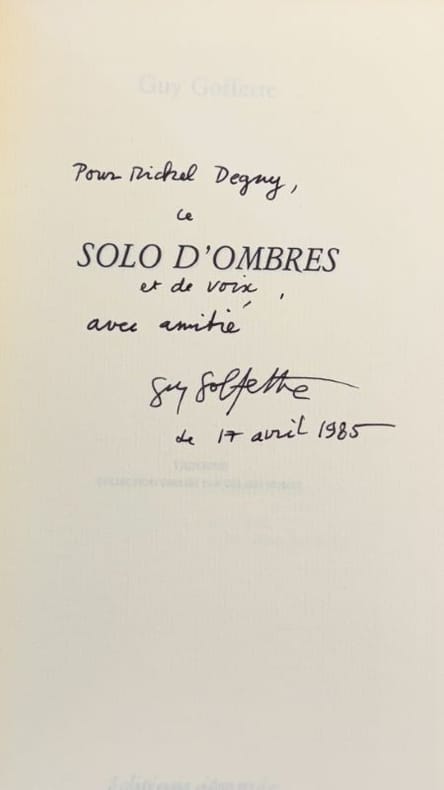 Guy Goffette
Pour Michel Deguy,
ce
SOLO D'OMBRES
et de voix,
avec amitié
Guy Goffette
le 17 avril 1985